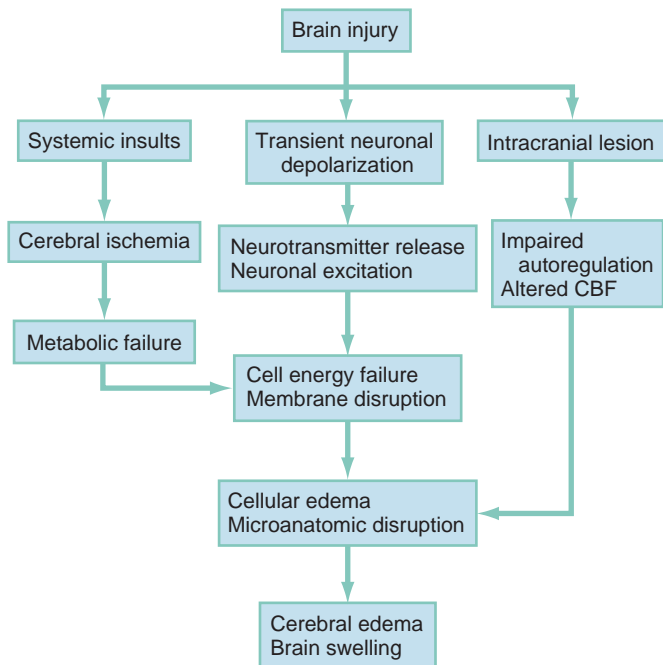 Brain injury
Systemic insults
Transient neuronal
depolarization
Intracranial lesion
Cerebral ischemia
Neurotransmitter release
Neuronal excitation
Impaired
autoregulation
Altered CBF
Metabolic failure
Cell energy failure
Membrane disruption
Cellular edema
Microanatomic disruption
Cerebral edema
Brain swelling